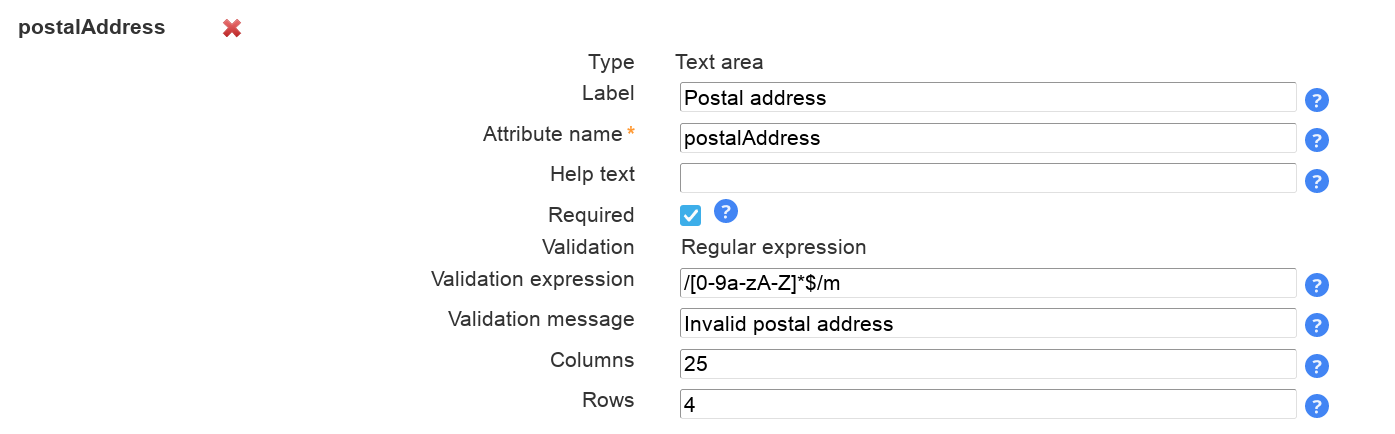 postalAddress
Type Text area
Label Postal address ?
Attribute name * postalAddress ?
Help text ?
Required ?
Validation Regular expression
Validation expression /[0-9a-zA-Z]*$/m ?
Validation message Invalid postal address ?
Columns 25 ?
Rows 4 ?